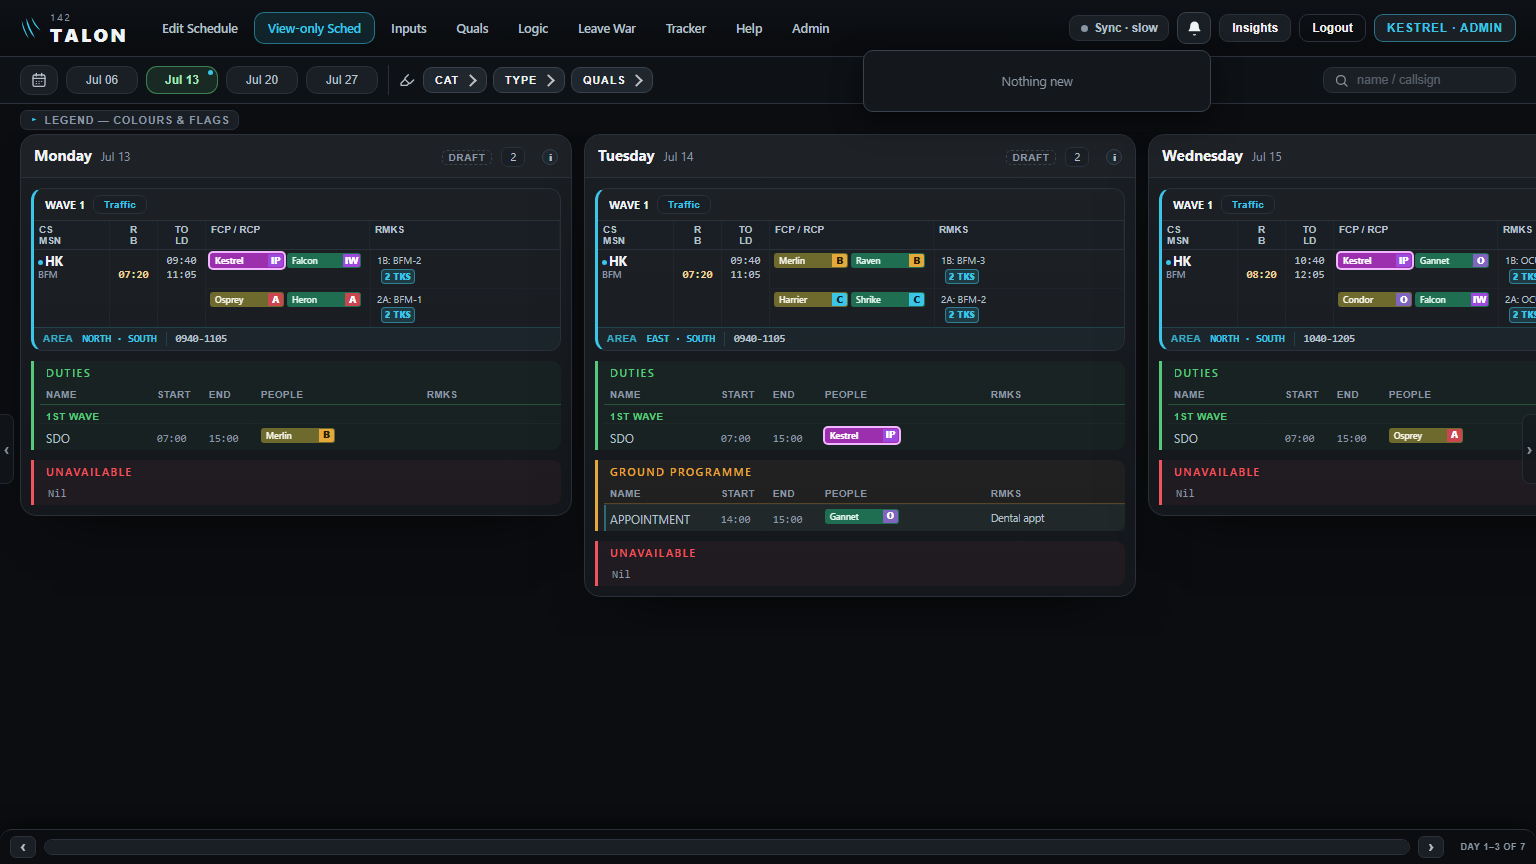 142
TALON
Edit Schedule
View-only Sched
Inputs
Quals
Logic
Leave War
Tracker
Help
Admin
Sync · slow
Insights
Logout
KESTREL · ADMIN
Jul 06
Jul 13
Jul 20
Jul 27
CAT
TYPE
QUALS
Nothing new
name / callsign
LEGEND — COLOURS & FLAGS
Monday Jul 13
DRAFT 2 i
WAVE 1 Traffic
CS R TO FCP / RCP RMKS
MSN B LD
HK 09:40 Kestrel IP Falcon IW 1B: BFM-2
BFM 07:20 11:05 2 TKS
Osprey A Heron A 2A: BFM-1
2 TKS
AREA NORTH · SOUTH 0940-1105
DUTIES
NAME START END PEOPLE RMKS
1ST WAVE
SDO 07:00 15:00 Merlin B
UNAVAILABLE
Nil
Tuesday Jul 14
DRAFT 2 i
WAVE 1 Traffic
CS R TO FCP / RCP RMKS
MSN B LD
HK 09:40 Merlin B Raven B 1B: BFM-3
BFM 07:20 11:05 2 TKS
Harrier C Shrike C 2A: BFM-2
2 TKS
AREA EAST · SOUTH 0940-1105
DUTIES
NAME START END PEOPLE RMKS
1ST WAVE
SDO 07:00 15:00 Kestrel IP
GROUND PROGRAMME
NAME START END PEOPLE RMKS
APPOINTMENT 14:00 15:00 Gannet O Dental appt
UNAVAILABLE
Nil
Wednesday Jul 15
WAVE 1 Traffic
CS R TO FCP / RCP RMKS
MSN B LD
HK 10:40 Kestrel IP Gannet O 1B: OCU
BFM 08:20 12:05 2 TKS
Condor O Falcon IW 2A: OCU
2 TKS
AREA NORTH · SOUTH 1040-1205
DUTIES
NAME START END PEOPLE
1ST WAVE
SDO 07:00 15:00 Osprey A
UNAVAILABLE
Nil
DAY 1–3 OF 7